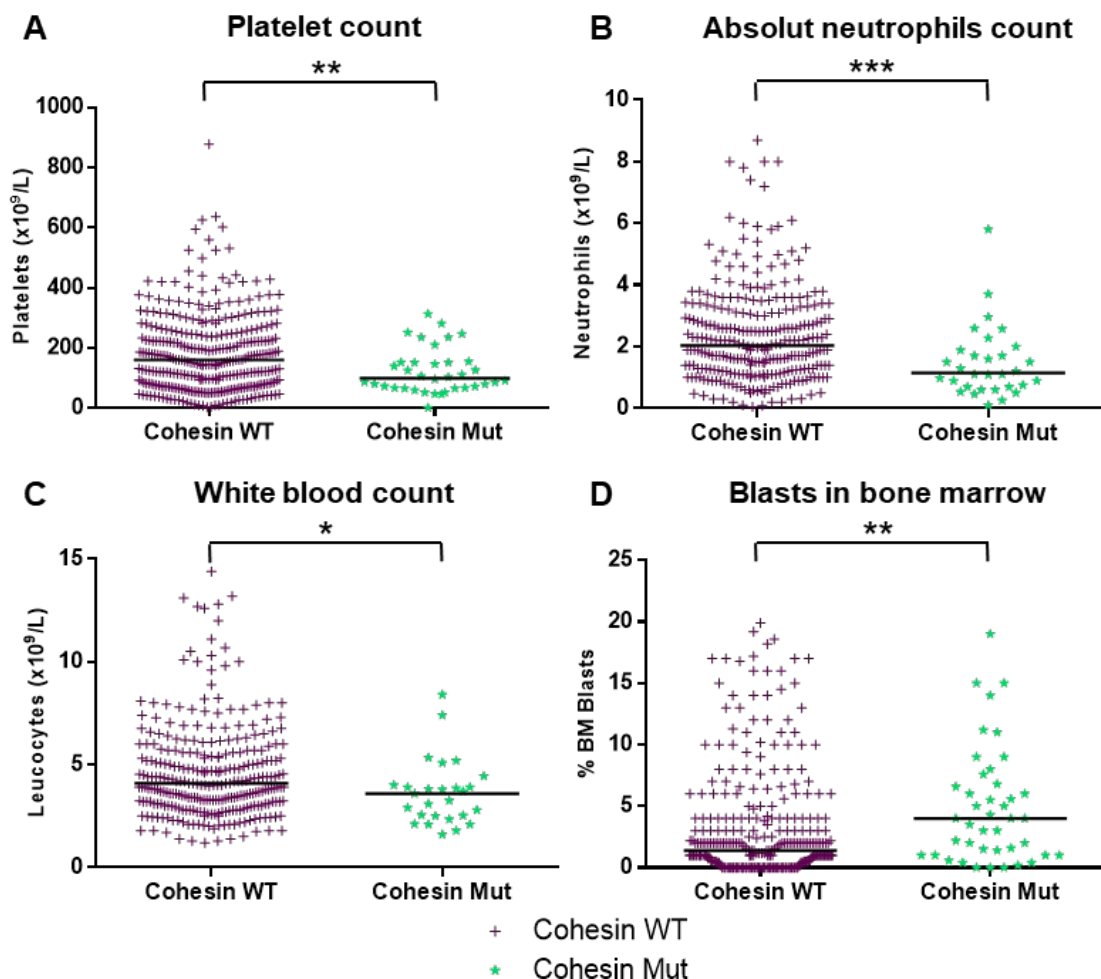 A
Platelet count
**
Platelets (x10⁹/L)
1000
800
600
400
200
0
Cohesin WT
Cohesin Mut
B
Absolut neutrophils count
***
Neutrophils (x10⁹/L)
10
8
6
4
2
0
Cohesin WT
Cohesin Mut
C
White blood count
*
Leucocytes (x10⁹/L)
15
10
5
0
Cohesin WT
Cohesin Mut
D
Blasts in bone marrow
**
% BM Blasts
25
20
15
10
5
0
Cohesin WT
Cohesin Mut
Cohesin WT
Cohesin Mut